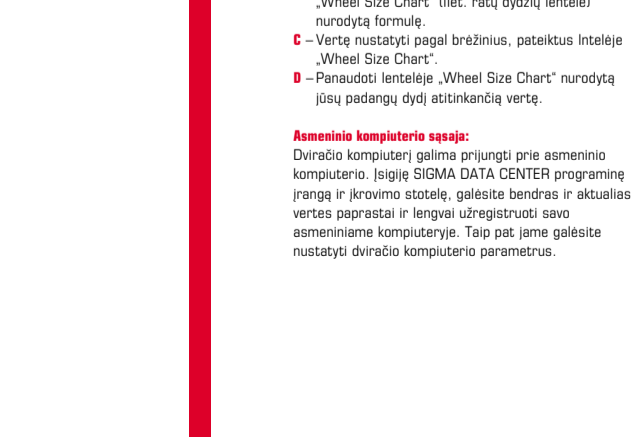 „Wheel Size Chart“ (liet. ratų dydžių lentelė)
nurodytą formulę.
C – Vertę nustatyti pagal brėžinius, pateiktus lntelėje
„Wheel Size Chart“.
D – Panaudoti lentelėje „Wheel Size Chart“ nurodytą
jūsų padangų dydį atitinkančią vertę.
Asmeninio kompiuterio sąsaja:
Dviračio kompiuterį galima prijungti prie asmeninio
kompiuterio. Įsigiję SIGMA DATA CENTER programinę
įrangą ir įkrovimo stotelę, galėsite bendras ir aktualias
vertes paprastai ir lengvai užregistruoti savo
asmeniniame kompiuteryje. Taip pat jame galėsite
nustatyti dviračio kompiuterio parametrus.